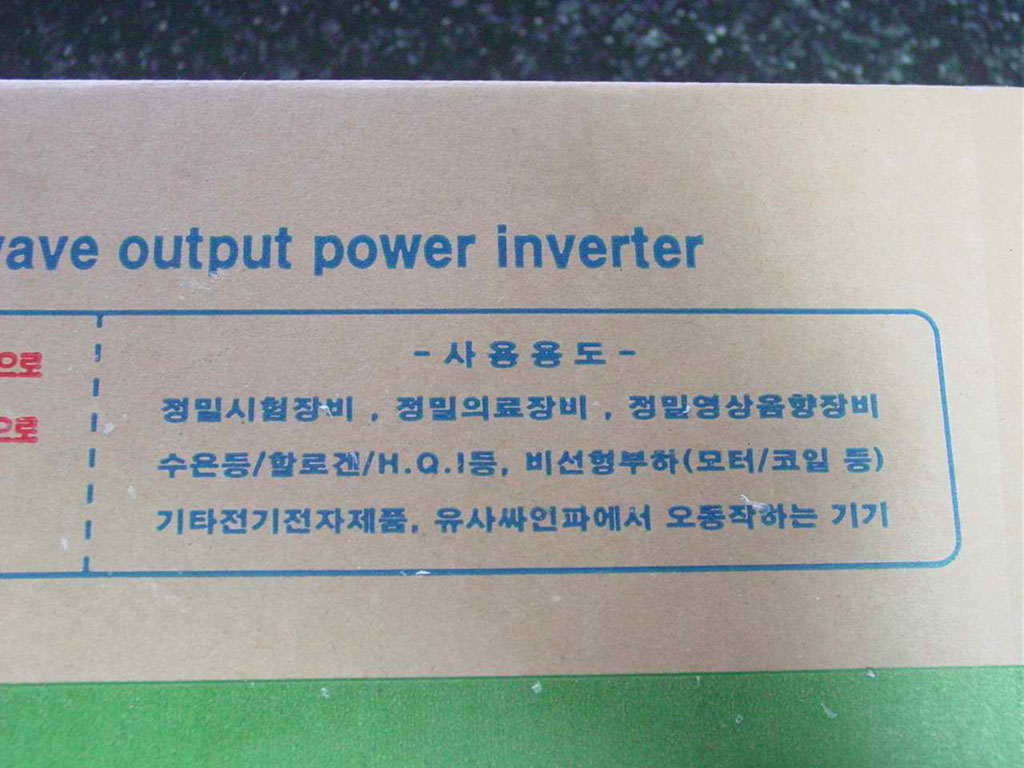 wave output power inverter
으로
으로
- 사 용 용 도 -
정밀시험장비 , 정밀의료장비 , 정밀영상음향장비
수은등/할로겐/H.Q.I등, 비선형부하(모터/코일 등)
기타전기전자제품, 유사싸인파에서 오동작하는 기기